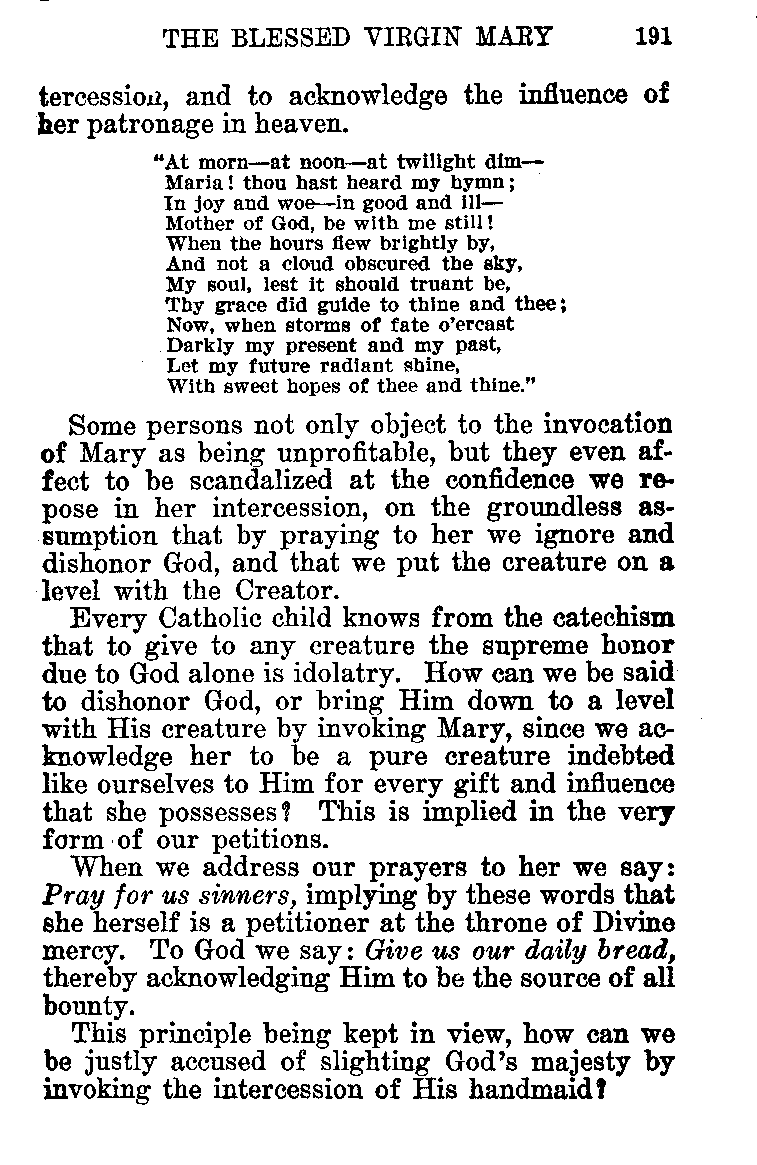 THE BLESSED VIRGIN MARY 191
tercession, and to acknowledge the influence of
her patronage in heaven.
"At morn—at noon—at twilight dim—
Maria! thou hast heard my hymn;
In joy and woe—in good and ill—
Mother of God, be with me still!
When the hours flew brightly by,
And not a cloud obscured the sky,
My soul, lest it should truant be,
Thy grace did guide to thine and thee;
Now, when storms of fate o'ercast
Darkly my present and my past,
Let my future radiant shine,
With sweet hopes of thee and thine."
Some persons not only object to the invocation
of Mary as being unprofitable, but they even af-
fect to be scandalized at the confidence we re-
pose in her intercession, on the groundless as-
sumption that by praying to her we ignore and
dishonor God, and that we put the creature on a
level with the Creator.
Every Catholic child knows from the catechism
that to give to any creature the supreme honor
due to God alone is idolatry. How can we be said
to dishonor God, or bring Him down to a level
with His creature by invoking Mary, since we ac-
knowledge her to be a pure creature indebted
like ourselves to Him for every gift and influence
that she possesses? This is implied in the very
form of our petitions.
When we address our prayers to her we say:
Pray for us sinners, implying by these words that
she herself is a petitioner at the throne of Divine
mercy. To God we say: Give us our daily bread,
thereby acknowledging Him to be the source of all
bounty.
This principle being kept in view, how can we
be justly accused of slighting God's majesty by
invoking the intercession of His handmaid?